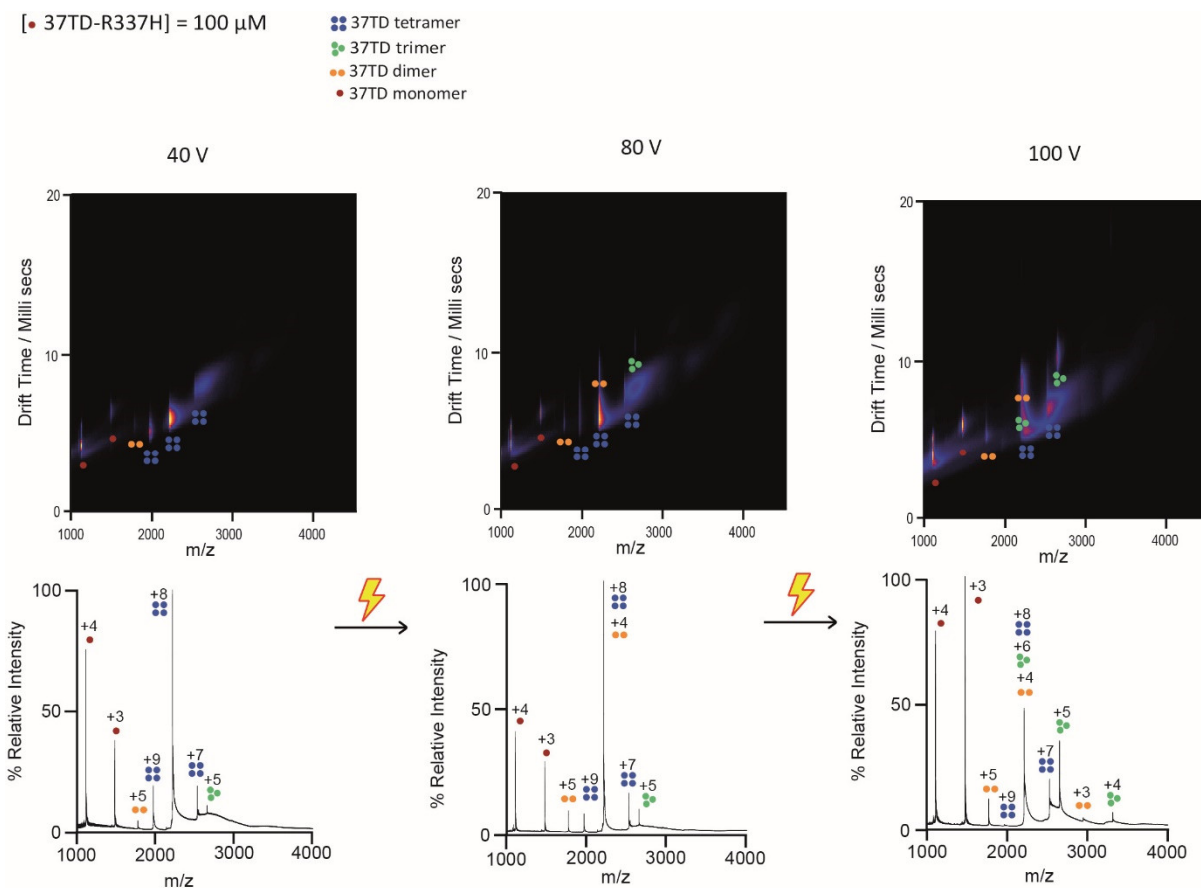 [• 37TD-R337H] = 100 µM
37TD tetramer
37TD trimer
37TD dimer
37TD monomer
40 V
80 V
100 V
20
10
0
Drift Time / Milli secs
1000 2000 3000 4000
m/z
20
10
0
Drift Time / Milli secs
1000 2000 3000 4000
m/z
20
10
0
Drift Time / Milli secs
1000 2000 3000 4000
m/z
100
50
0
% Relative Intensity
+4
+3
+5
+9
+8
+7
+5
1000 2000 3000 4000
m/z
100
50
0
% Relative Intensity
+4
+3
+5
+9
+8
+4
+7
+5
1000 2000 3000 4000
m/z
100
50
0
% Relative Intensity
+4
+3
+5
+9
+8
+6
+4
+7
+5
+3
+4
1000 2000 3000 4000
m/z